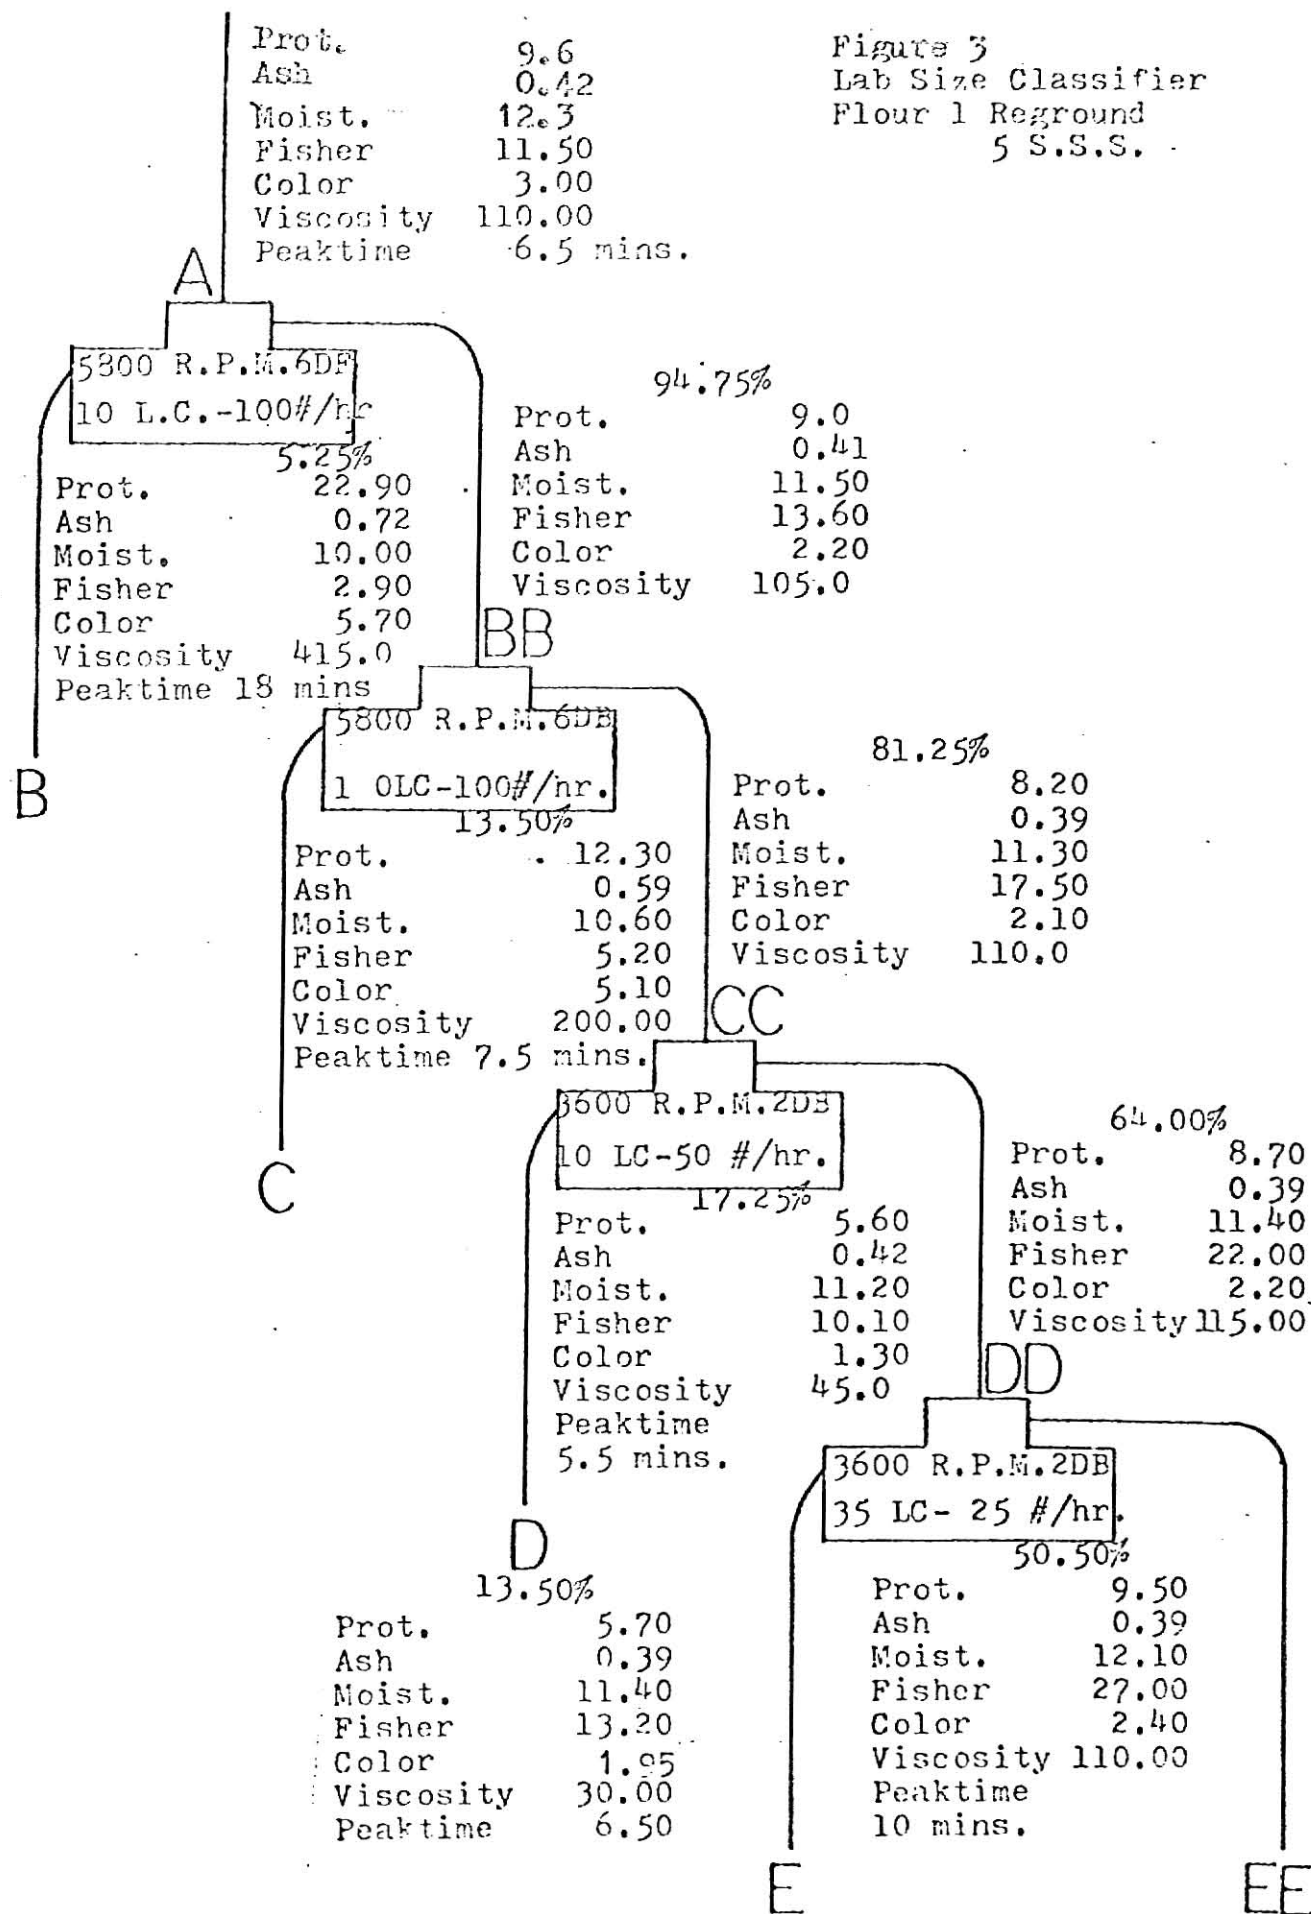 Prot. 9.6
Ash 0.42
Moist. 12.3
Fisher 11.50
Color 3.00
Viscosity 110.00
Peaktime 6.5 mins.
Figure 3
Lab Size Classifier
Flour 1 Reground
5 S.S.S.
A
5800 R.P.M.6DF
10 L.C.-100#/hr
5.25%
Prot. 22.90
Ash 0.72
Moist. 10.00
Fisher 2.90
Color 5.70
Viscosity 415.0
Peaktime 18 mins
B
94.75%
Prot. 9.0
Ash 0.41
Moist. 11.50
Fisher 13.60
Color 2.20
Viscosity 105.0
BB
5800 R.P.M.6DB
1 0LC-100#/hr.
13.50%
Prot. 12.30
Ash 0.59
Moist. 10.60
Fisher 5.20
Color 5.10
Viscosity 200.00
Peaktime 7.5 mins.
C
81.25%
Prot. 8.20
Ash 0.39
Moist. 11.30
Fisher 17.50
Color 2.10
Viscosity 110.0
CC
3600 R.P.M.2DB
10 LC-50 #/hr.
17.25%
Prot. 5.60
Ash 0.42
Moist. 11.20
Fisher 10.10
Color 1.30
Viscosity 45.0
Peaktime
5.5 mins.
D
64.00%
Prot. 8.70
Ash 0.39
Moist. 11.40
Fisher 22.00
Color 2.20
Viscosity 115.00
DD
3600 R.P.M.2DB
35 LC- 25 #/hr.
13.50%
Prot. 5.70
Ash 0.39
Moist. 11.40
Fisher 13.20
Color
Viscosity 30.00
Peaktime 6.50
50.50%
Prot. 9.50
Ash 0.39
Moist. 12.10
Fisher 27.00
Color 2.40
Viscosity 110.00
Peaktime
10 mins.
E
EE